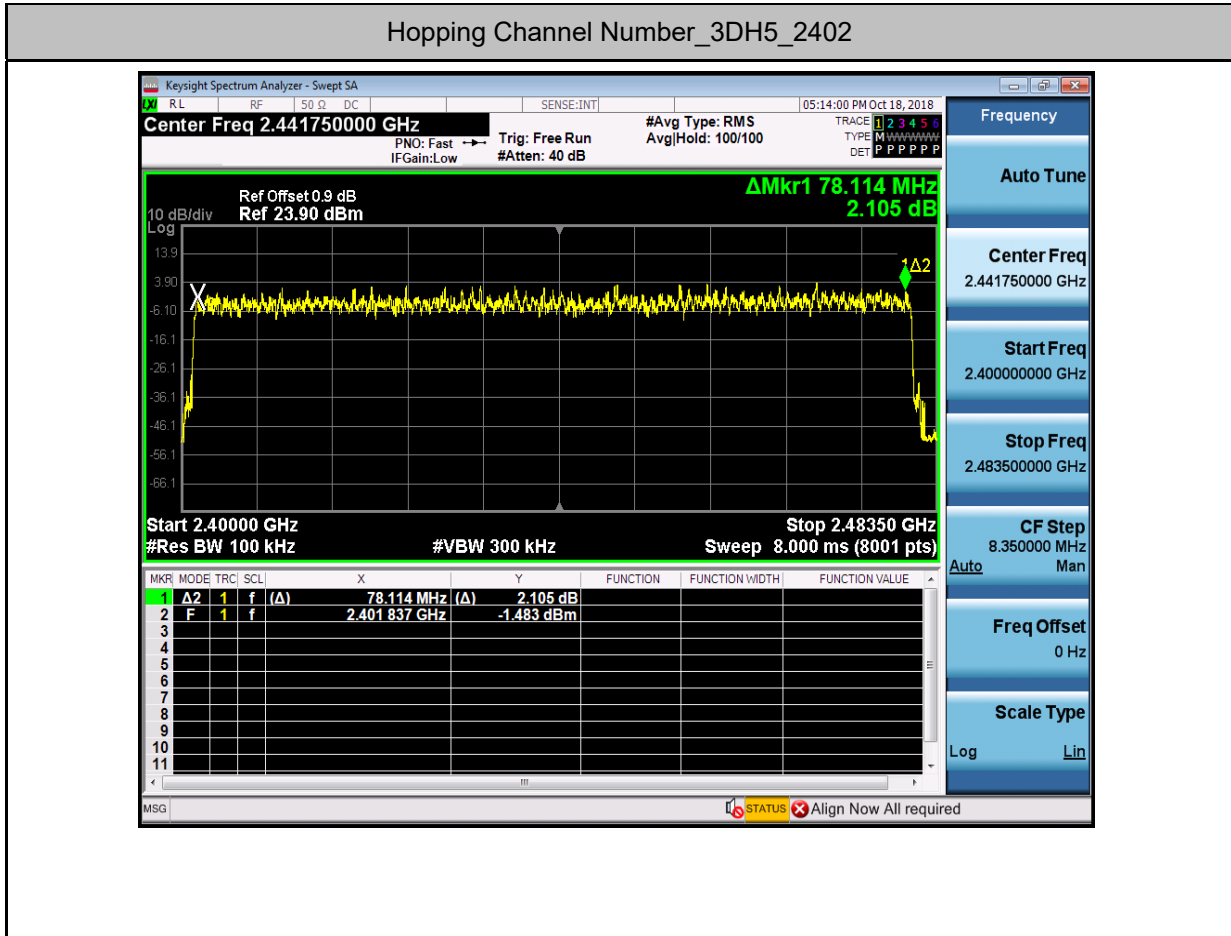 Hopping Channel Number_3DH5_2402
Keysight Spectrum Analyzer - Swept SA
LXI RL RF 50 Ω DC SENSE:INT 05:14:00 PM Oct 18, 2018
Center Freq 2.441750000 GHz
PNO: Fast
IFGain:Low
Trig: Free Run
#Atten: 40 dB
#Avg Type: RMS
Avg|Hold: 100/100
TRACE 1 2 3 4 5 6
TYPE M W W W W W
DET P P P P P P
Frequency
Auto Tune
Center Freq
2.441750000 GHz
Start Freq
2.400000000 GHz
Stop Freq
2.483500000 GHz
CF Step
8.350000 MHz
Auto Man
Freq Offset
0 Hz
Scale Type
Log Lin
Ref Offset 0.9 dB
10 dB/div Ref 23.90 dBm
Log
ΔMkr1 78.114 MHz
2.105 dB
13.9
3.90
-6.10
-16.1
-26.1
-36.1
-46.1
-56.1
-66.1
1Δ2
Start 2.40000 GHz Stop 2.48350 GHz
#Res BW 100 kHz #VBW 300 kHz Sweep 8.000 ms (8001 pts)
MKR MODE TRC SCL X Y FUNCTION FUNCTION WIDTH FUNCTION VALUE
1 Δ2 1 f (Δ) 78.114 MHz (Δ) 2.105 dB
2 F 1 f 2.401 837 GHz -1.483 dBm
3
4
5
6
7
8
9
10
11
MSG STATUS Align Now All required